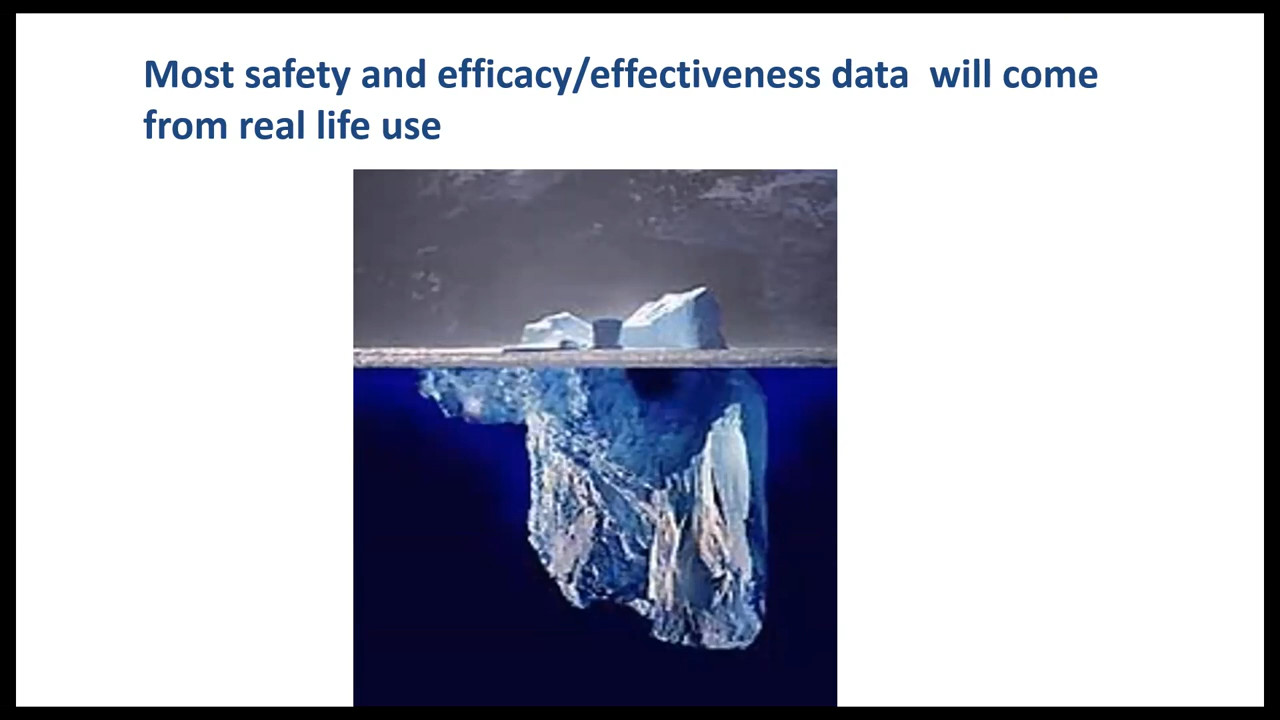 Most safety and efficacy/effectiveness data  will come
from real life use